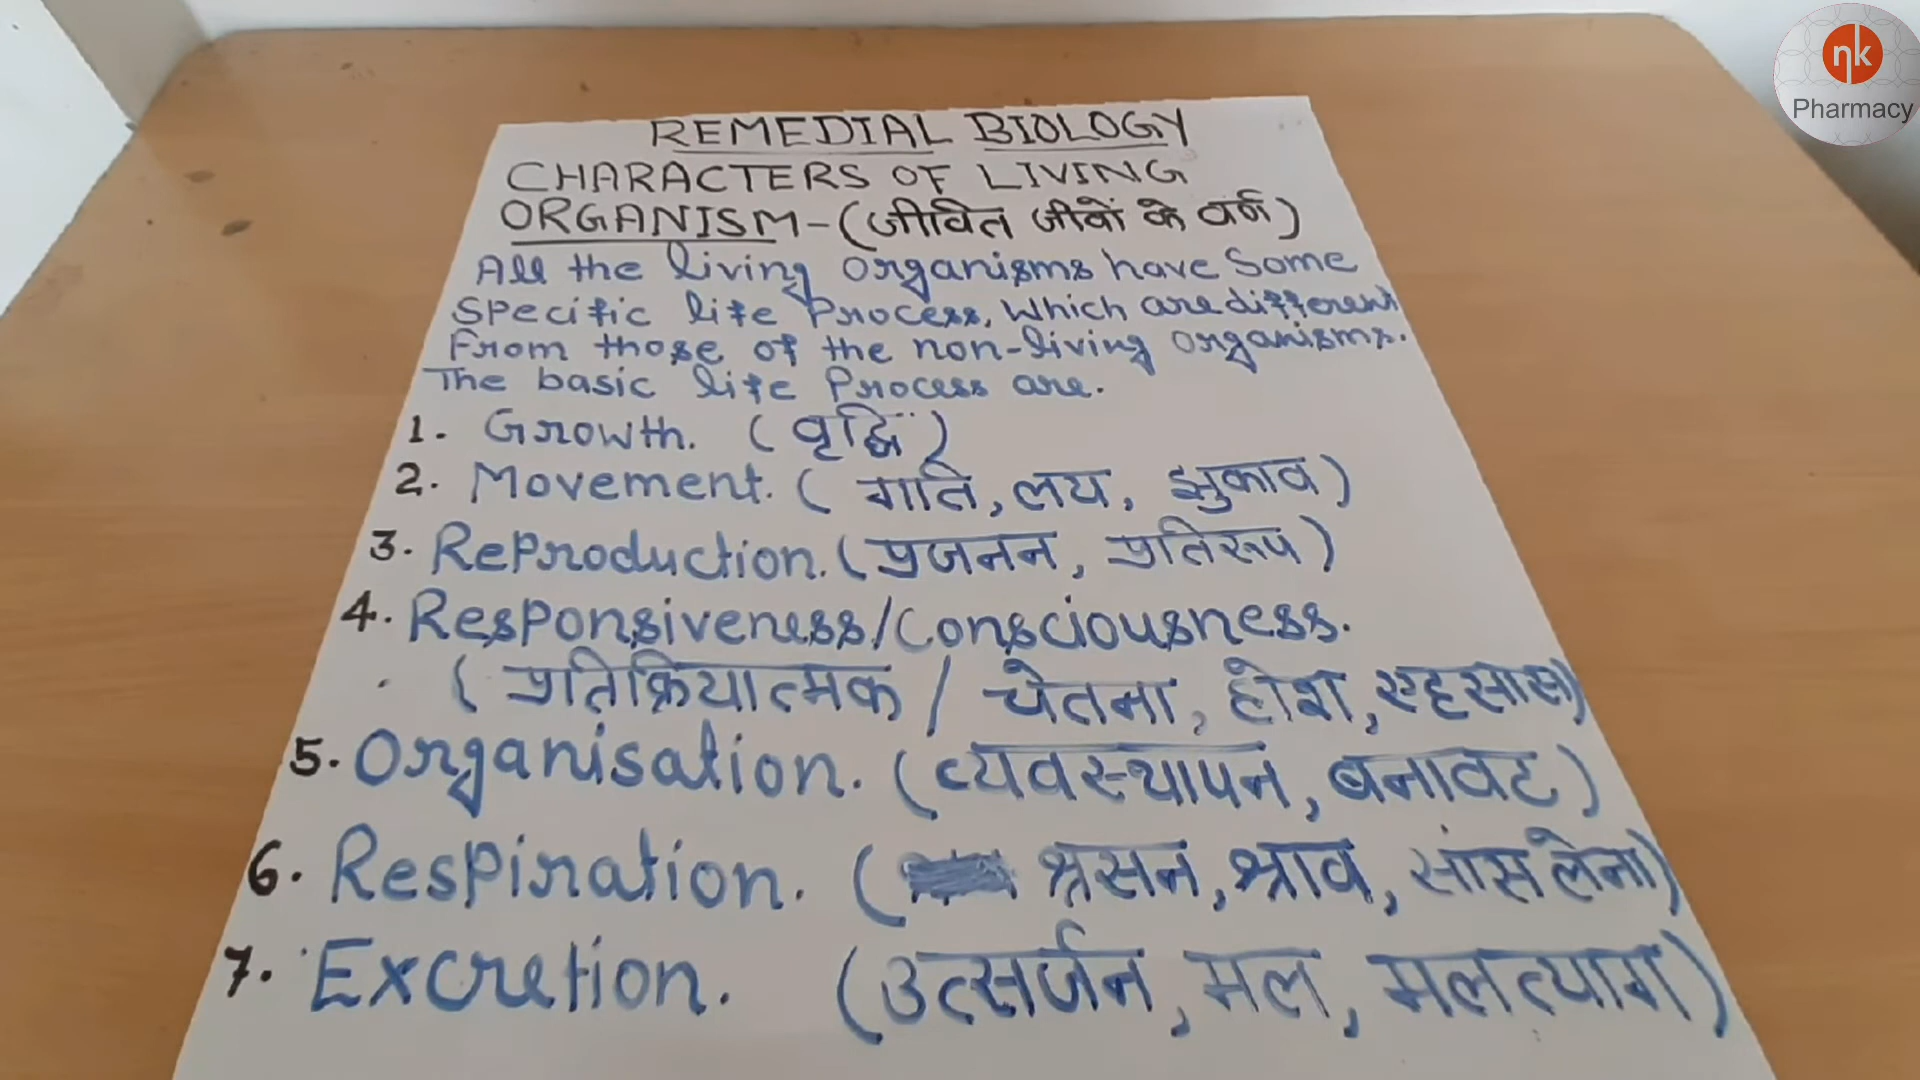 ηk
Pharmacy
REMEDIAL BIOLOGY
CHARACTERS OF LIVING
ORGANISM-(जीवित जीवों के वर्ण)
All the living organisms have some
specific life process, which are different
from those of the non-living organisms.
The basic life process are.
1. Growth. (वृद्धि)
2. Movement. (गति, लय, झुकाव)
3. Reproduction. (प्रजनन, प्रतिरूप)
4. Responsiveness/Consciousness.
(प्रतिक्रियात्मक / चेतना, होश, एहसास)
5. Organisation. (व्यवस्थापन, बनावट)
6. Respiration. (श्नसन, श्राव, सांस लेना)
7. Excretion. (उत्सर्जन, मल, मलत्याग)